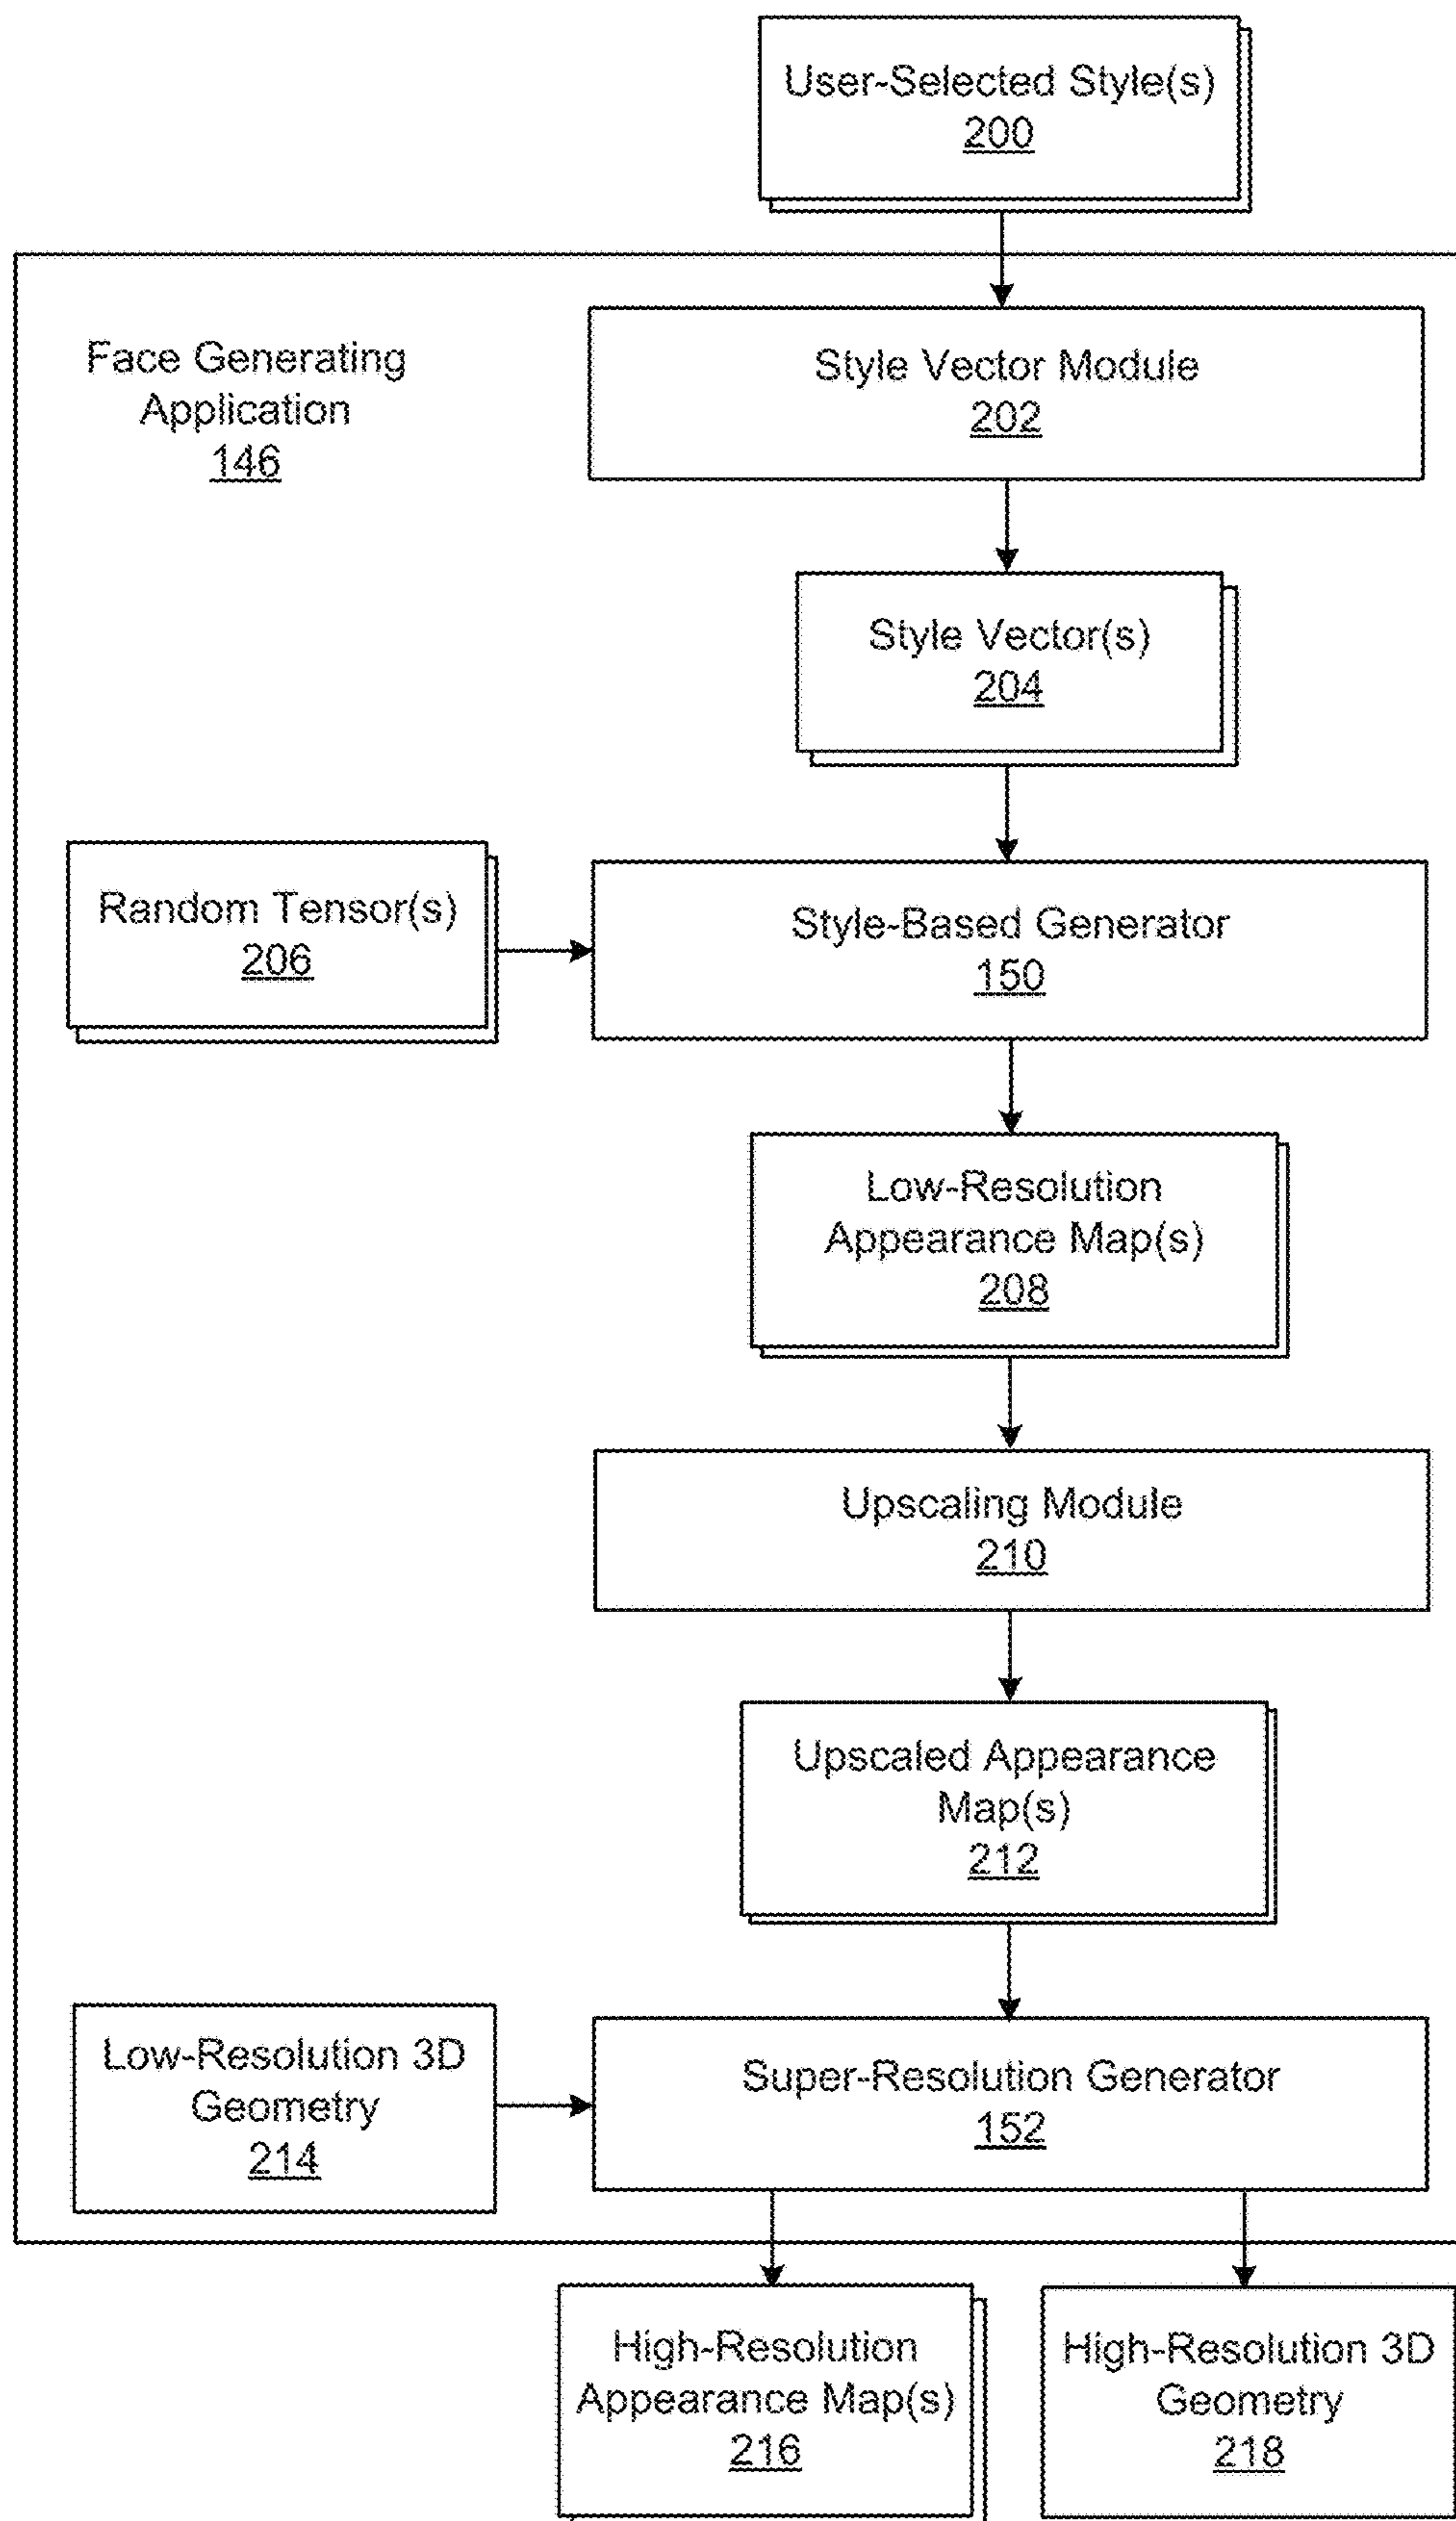 User-Selected Style(s)
200
Face Generating
Application
146
Style Vector Module
202
Style Vector(s)
204
Random Tensor(s)
206
Style-Based Generator
150
Low-Resolution
Appearance Map(s)
208
Upscaling Module
210
Upscaled Appearance
Map(s)
212
Low-Resolution 3D
Geometry
214
Super-Resolution Generator
152
High-Resolution
Appearance Map(s)
216
High-Resolution 3D
Geometry
218